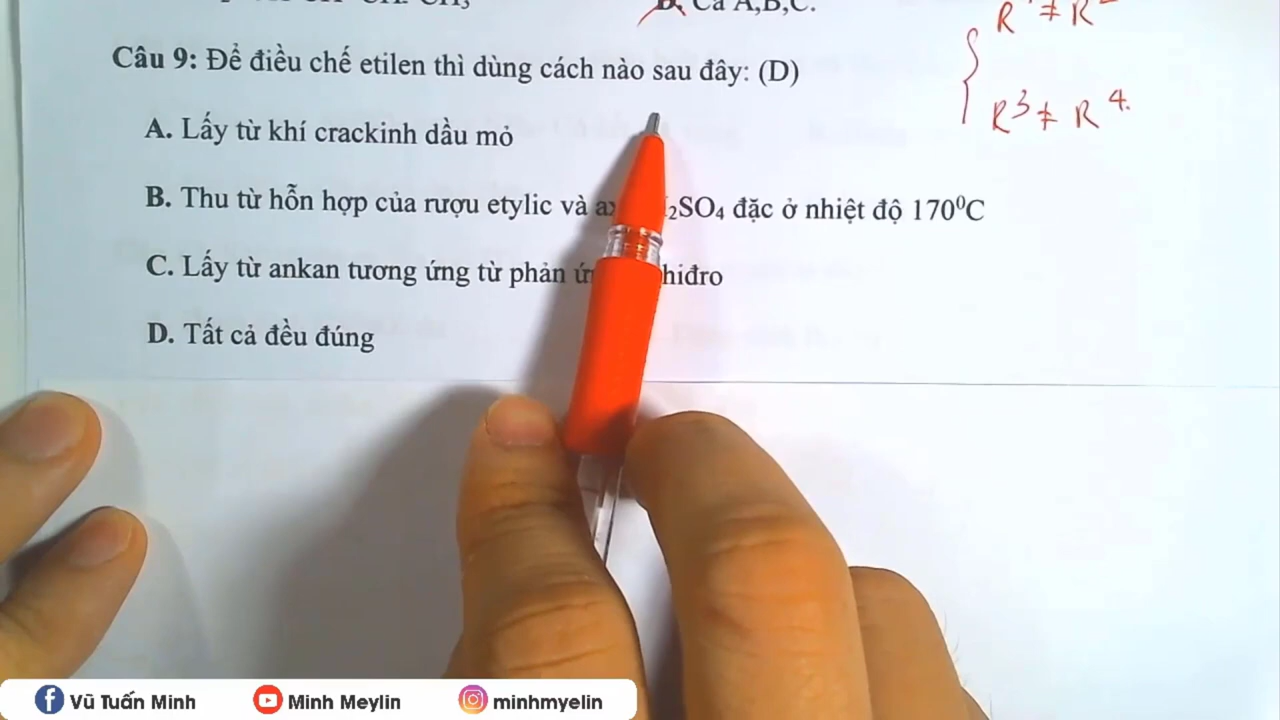 D. Cả A,B,C.
Câu 9: Để điều chế etilen thì dùng cách nào sau đây: (D)
R³ ≠ R⁴.
A. Lấy từ khí crackinh dầu mỏ
B. Thu từ hỗn hợp của rượu etylic và ₂SO₄ đặc ở nhiệt độ 170⁰C
C. Lấy từ ankan tương ứng từ phản hiđro
D. Tất cả đều đúng
Vũ Tuấn Minh Minh Meylin minhmyelin